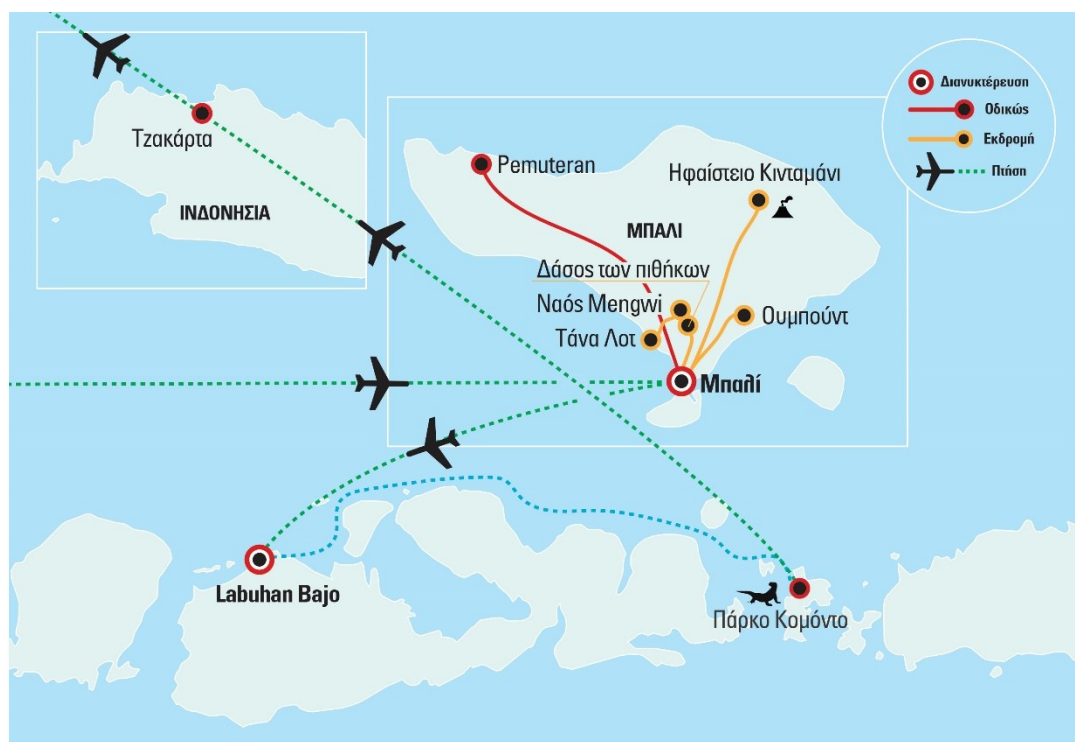 Διανυκτέρευση
Οδικώς
Εκδρομή
Πτήση
Τζακάρτα
ΙΝΔΟΝΗΣΙΑ
Pemuteran
Ηφαίστειο Κινταμάνι
ΜΠΑΛΙ
Δάσος των πιθήκων
Ναός Mengwi
Τάνα Λοτ
Ουμπούντ
Μπαλί
Labuhan Bajo
Πάρκο Κομόντο